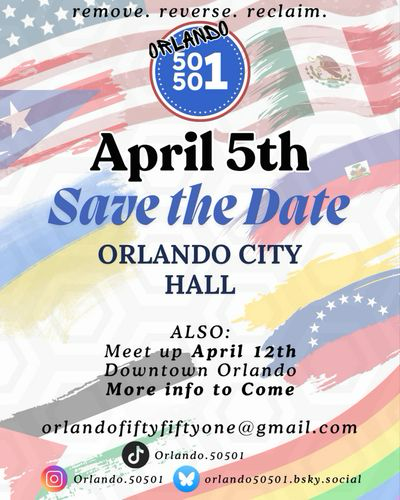 remove. reverse. reclaim.
ORLANDO
50
50 1
April 5th
Save the Date
ORLANDO CITY
HALL
ALSO:
Meet up April 12th
Downtown Orlando
More info to Come
orlandofiftyfiftyone@gmail.com
Orlando.50501
Orlando.50501 orlando50501.bsky.social